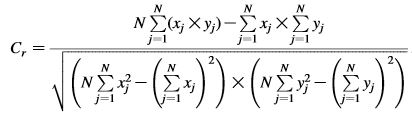 C_r = \frac{N\sum_{j=1}^{N}(x_j \times y_j) - \sum_{j=1}^{N} x_j \times \sum_{j=1}^{N} y_j}{\sqrt{\left(N\sum_{j=1}^{N} x_j^2 - \left(\sum_{j=1}^{N} x_j\right)^2\right) \times \left(N\sum_{j=1}^{N} y_j^2 - \left(\sum_{j=1}^{N} y_j\right)^2\right)}}